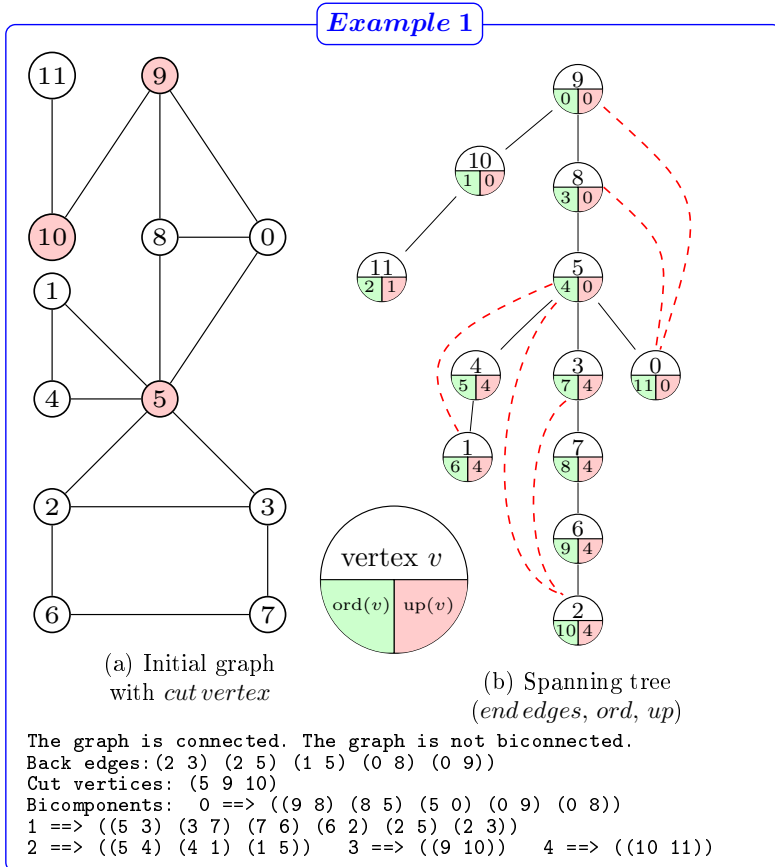 Example 1
11
9
10
8
0
1
4
5
2
3
6
7
9
0 0
10
1 0
8
3 0
11
2 1
5
4 0
4
5 4
3
7 4
0
11 0
1
6 4
7
8 4
6
9 4
2
10 4
vertex v
ord(v) up(v)
(a) Initial graph
with cut vertex
(b) Spanning tree
(end edges, ord, up)
The graph is connected. The graph is not biconnected.
Back edges:(2 3) (2 5) (1 5) (0 8) (0 9))
Cut vertices: (5 9 10)
Bicomponents: 0 ==> ((9 8) (8 5) (5 0) (0 9) (0 8))
1 ==> ((5 3) (3 7) (7 6) (6 2) (2 5) (2 3))
2 ==> ((5 4) (4 1) (1 5)) 3 ==> ((9 10)) 4 ==> ((10 11))